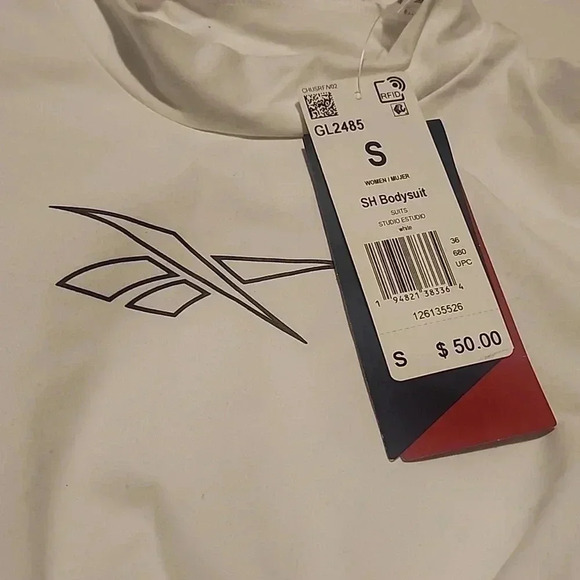 CHUSRFN02
RFID
GL2485
S
WOMEN / MUJER
SH Bodysuit
SUITS
STUDIO ESTUDIO
white
36
680
UPC
1 94821 38336 4
126135526
S $ 50.00